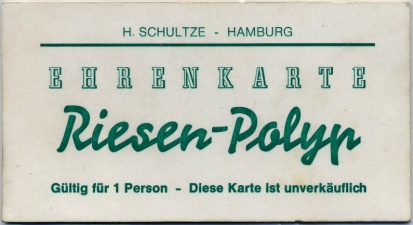 H. SCHULTZE - HAMBURG
EHRENKARTE
Riesen-Polyp
Gültig für 1 Person - Diese Karte ist unverkäuflich